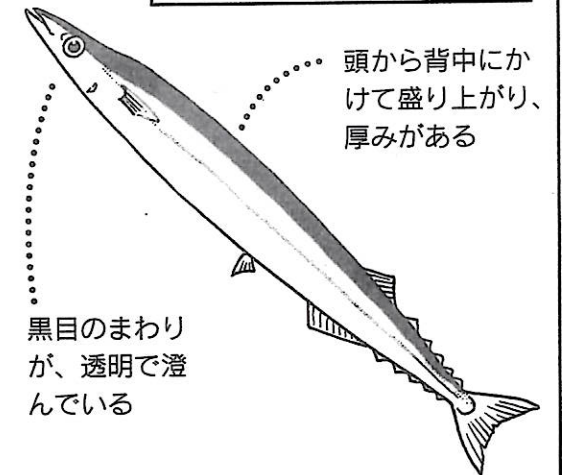 頭から背中にか
けて盛り上がり、
厚みがある
黒目のまわり
が、透明で澄
んでいる